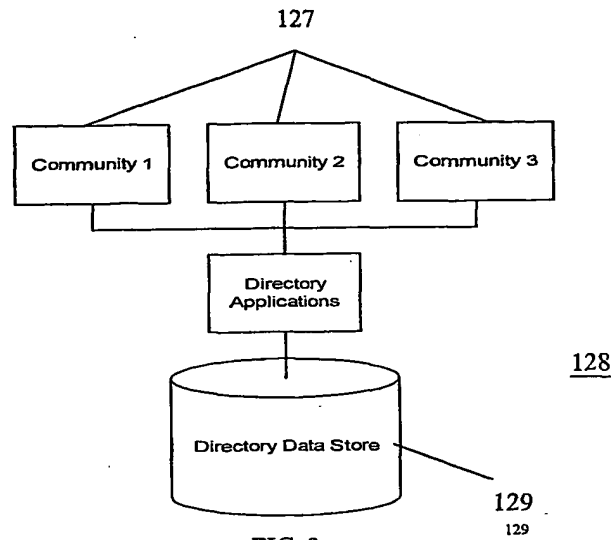 127
Community 1
Community 2
Community 3
Directory
Applications
128
Directory Data Store
129
129